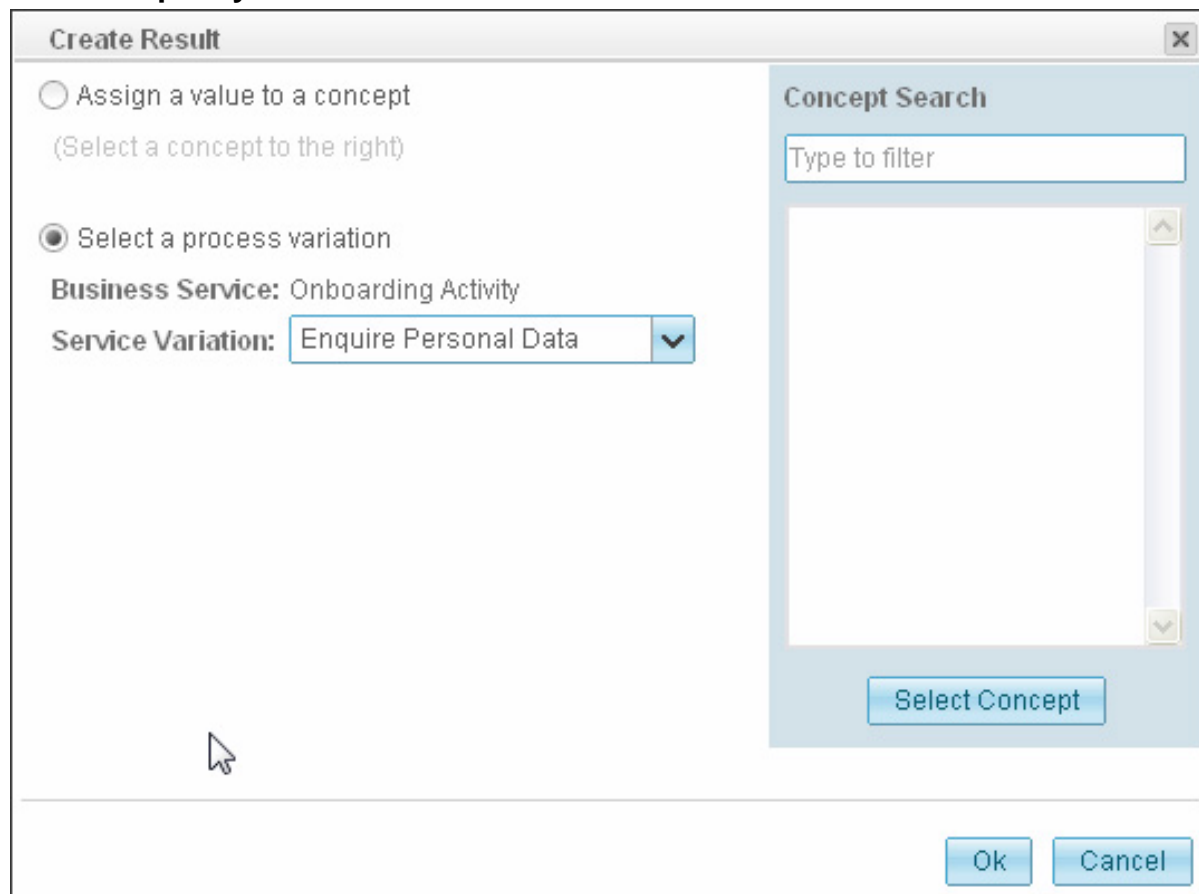 Create Result
Assign a value to a concept
(Select a concept to the right)
Select a process variation
Business Service: Onboarding Activity
Service Variation: Enquire Personal Data
Concept Search
Type to filter
Select Concept
Ok
Cancel